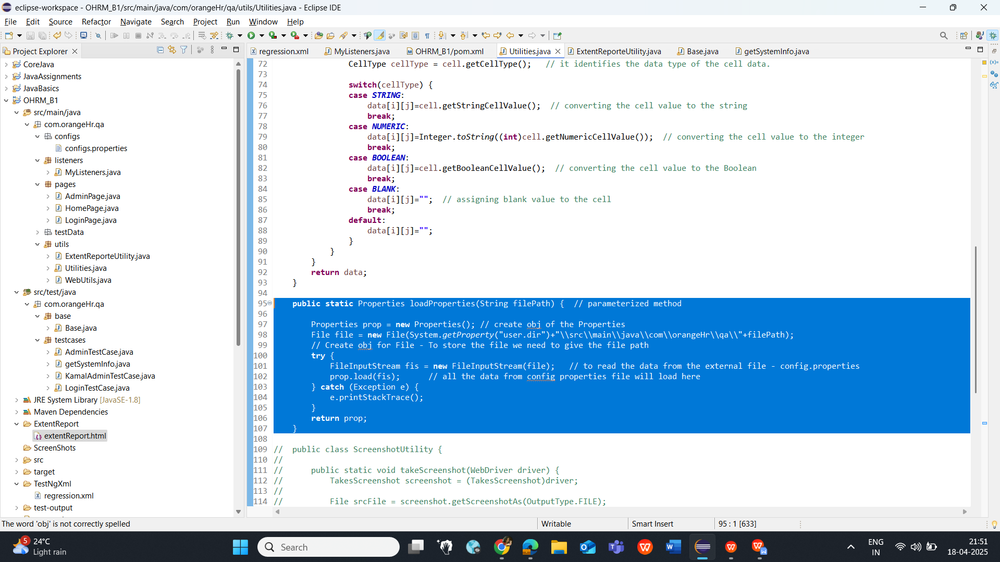 eclipse-workspace - OHRM_B1/src/main/java/com/orangeHr/qa/utils/Utilities.java - Eclipse IDE
File Edit Source Refactor Navigate Search Project Run Window Help
Project Explorer
regression.xml MyListeners.java OHRM_B1/pom.xml Utilities.java ExtentReporteUtility.java Base.java getSystemInfo.java
CoreJava
JavaAssignments
JavaBasics
OHRM_B1
src/main/java
com.orangeHr.qa
configs
configs.properties
listeners
MyListeners.java
pages
AdminPage.java
HomePage.java
LoginPage.java
testData
utils
ExtentReporteUtility.java
Utilities.java
WebUtils.java
src/test/java
com.orangeHr.qa
base
Base.java
testcases
AdminTestCase.java
getSystemInfo.java
KamalAdminTestCase.java
LoginTestCase.java
JRE System Library [JavaSE-1.8]
Maven Dependencies
ExtentReport
extentReport.html
ScreenShots
src
target
TestNgXml
regression.xml
test-output
72 CellType cellType = cell.getCellType();   // it identifies the data type of the cell data.
73
74 switch(cellType) {
75 case STRING:
76 data[i][j]=cell.getStringCellValue();  // converting the cell value to the string
77 break;
78 case NUMERIC:
79 data[i][j]=Integer.toString((int)cell.getNumericCellValue());  // converting the cell value to the integer
80 break;
81 case BOOLEAN:
82 data[i][j]=cell.getBooleanCellValue();  // converting the cell value to the Boolean
83 break;
84 case BLANK:
85 data[i][j]="";  // assigning blank value to the cell
86 break;
87 default:
88 data[i][j]="";
89 }
90 }
91 }
92 return data;
93 }
94
95 public static Properties loadProperties(String filePath) {  // parameterized method
96
97 Properties prop = new Properties(); // create obj of the Properties
98 File file = new File(System.getProperty("user.dir")+"\\src\\main\\java\\com\\orangeHr\\qa\\"+filePath);
99 // Create obj for File - To store the file we need to give the file path
100 try {
101 FileInputStream fis = new FileInputStream(file);   // to read the data from the external file - config.properties
102 prop.load(fis);      // all the data from config properties file will load here
103 } catch (Exception e) {
104 e.printStackTrace();
105 }
106 return prop;
107 }
108
109 //  public class ScreenshotUtility {
110 //
111 //      public static void takeScreenshot(WebDriver driver) {
112 //          TakesScreenshot screenshot = (TakesScreenshot)driver;
113 //
114 //          File srcFile = screenshot.getScreenshotAs(OutputType.FILE);
The word 'obj' is not correctly spelled Writable Smart Insert 95 : 1 [633]
5 24°C
Light rain
Search
ENG
IN
21:51
18-04-2025